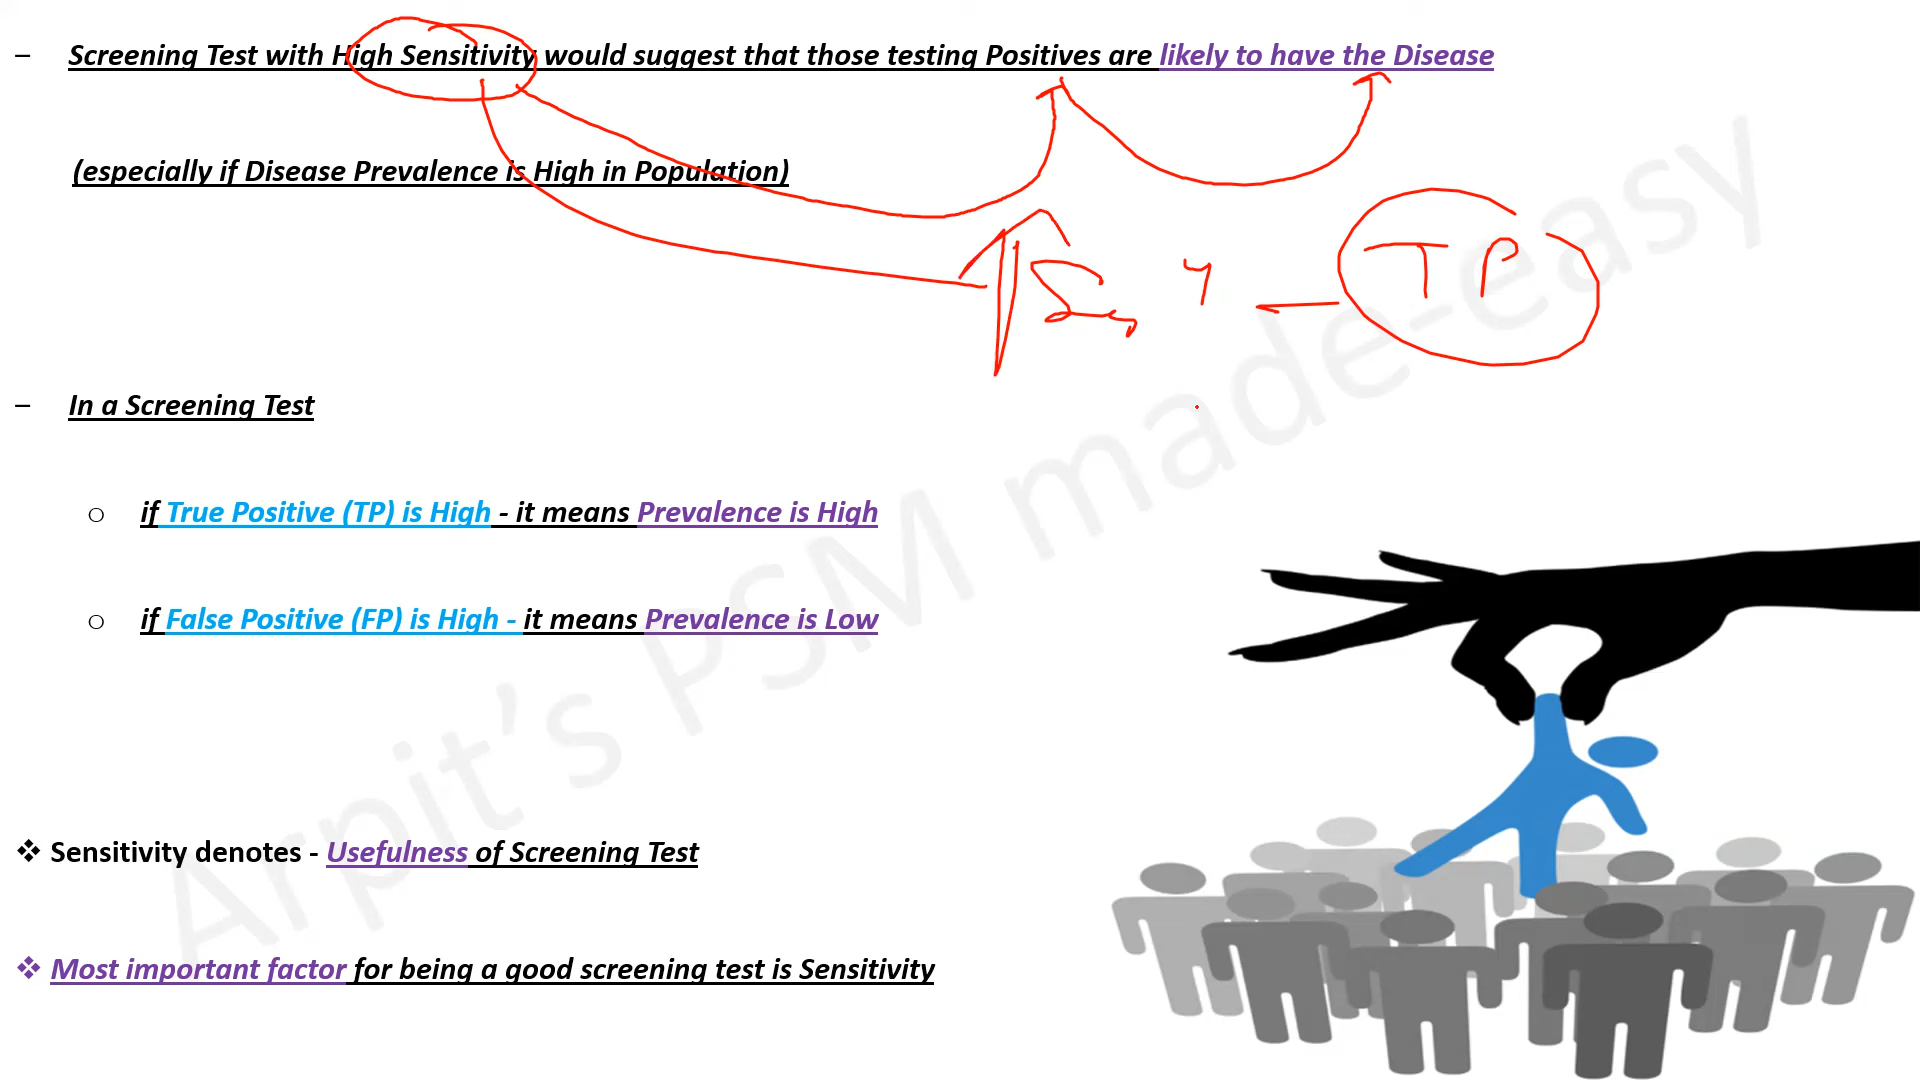 – Screening Test with High Sensitivity would suggest that those testing Positives are likely to have the Disease
(especially if Disease Prevalence is High in Population)
TP
– In a Screening Test
o if True Positive (TP) is High - it means Prevalence is High
o if False Positive (FP) is High - it means Prevalence is Low
❖ Sensitivity denotes - Usefulness of Screening Test
❖ Most important factor for being a good screening test is Sensitivity
Arpit's PSM made-easy